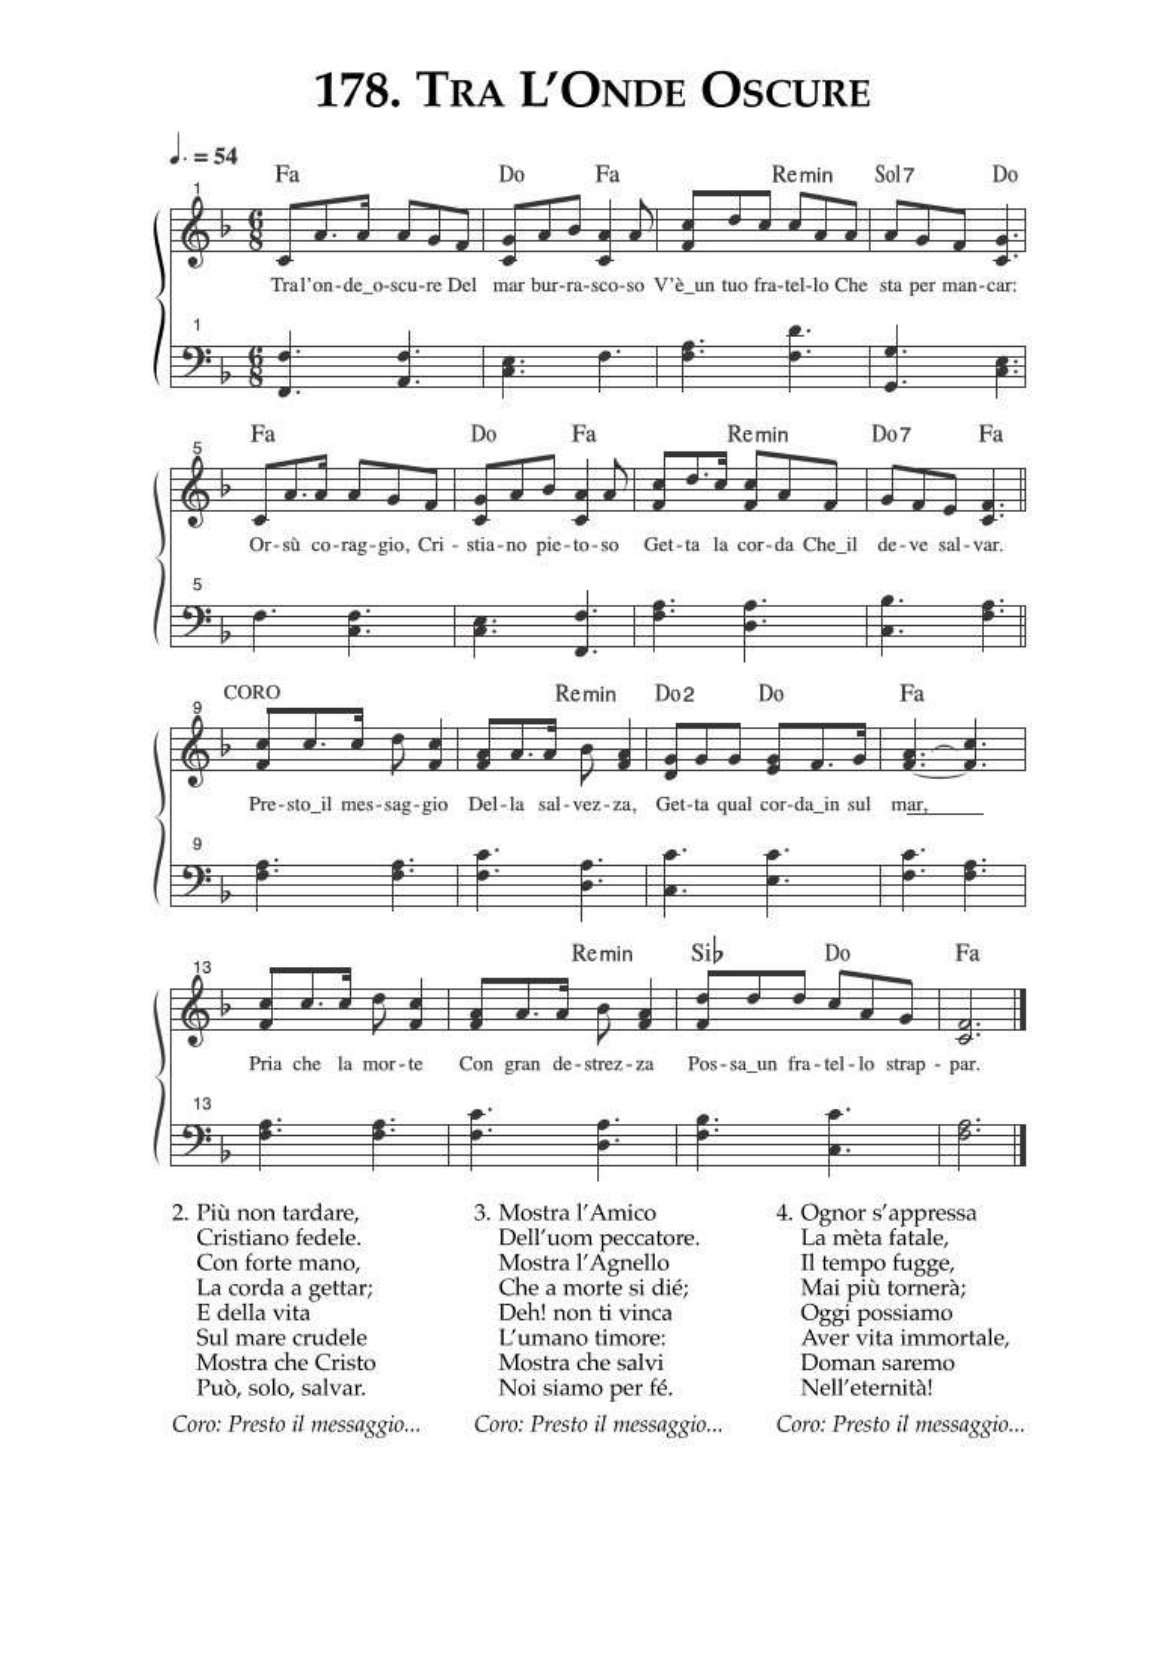 178. Tra L'Onde Oscure
♩. = 54
Fa Do Fa Remin Sol7 Do
1
6 8
Tra l'on-de_o-scu-re Del mar bur-ra-sco-so V'è_un tuo fra-tel-lo Che sta per man-car:
1
6 8
Fa Do Fa Remin Do7 Fa
5
Or-sù co-rag-gio, Cri-stia-no pie-to-so Get-ta la cor-da Che_il de-ve sal-var.
5
CORO Remin Do2 Do Fa
9
Pre-sto_il mes-sag-gio Del-la sal-vez-za, Get-ta qual cor-da_in sul mar,
9
Remin Si♭ Do Fa
13
Pria che la mor-te Con gran de-strez-za Pos-sa_un fra-tel-lo strap-par.
13
2. Più non tardare,
Cristiano fedele.
Con forte mano,
La corda a gettar;
E della vita
Sul mare crudele
Mostra che Cristo
Può, solo, salvar.
Coro: Presto il messaggio...
3. Mostra l'Amico
Dell'uom peccatore.
Mostra l'Agnello
Che a morte si dié;
Deh! non ti vinca
L'umano timore:
Mostra che salvi
Noi siamo per fé.
Coro: Presto il messaggio...
4. Ognor s'appressa
La mèta fatale,
Il tempo fugge,
Mai più tornerà;
Oggi possiamo
Aver vita immortale,
Doman saremo
Nell'eternità!
Coro: Presto il messaggio...